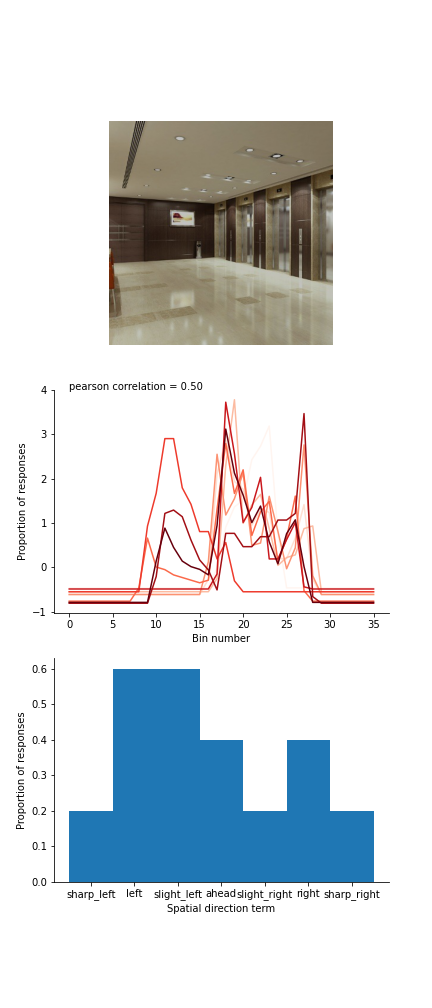 pearson correlation = 0.50
4
3
2
1
0
−1
Proportion of responses
0 5 10 15 20 25 30 35
Bin number
0.6
0.5
0.4
0.3
0.2
0.1
0.0
Proportion of responses
sharp_left left slight_left ahead slight_right right sharp_right
Spatial direction term